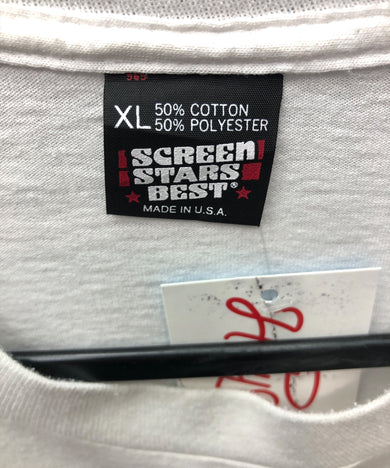 XL 50% COTTON
50% POLYESTER
SCREEN
STARS
BEST®
MADE IN U.S.A.